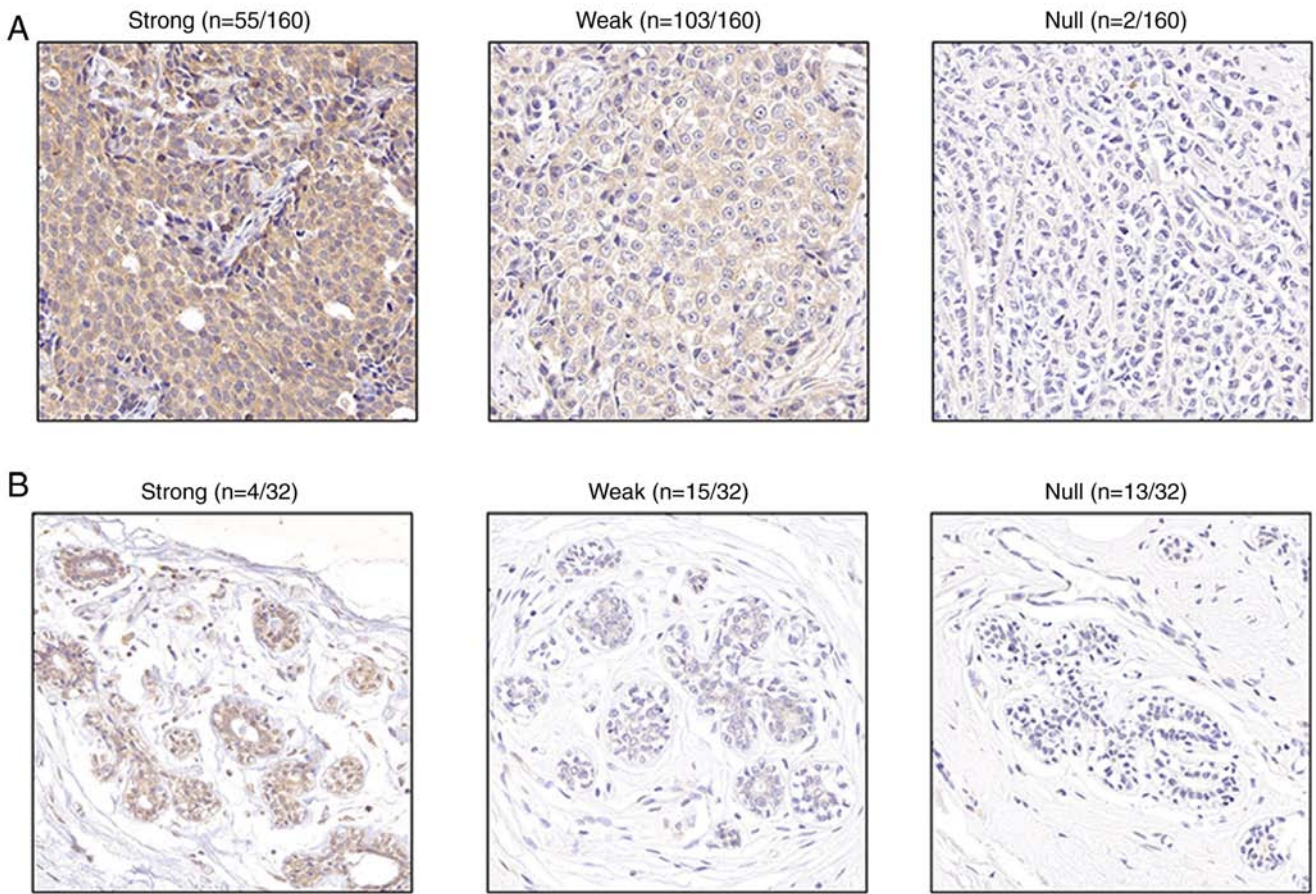 A
Strong (n=55/160)
Weak (n=103/160)
Null (n=2/160)
B
Strong (n=4/32)
Weak (n=15/32)
Null (n=13/32)